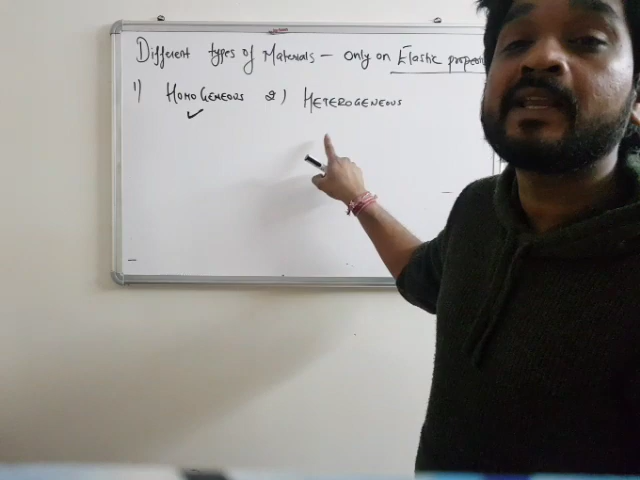 Different types of Materials – only on Elastic
1) HOMOGENEOUS 2) HETEROGENEOUS